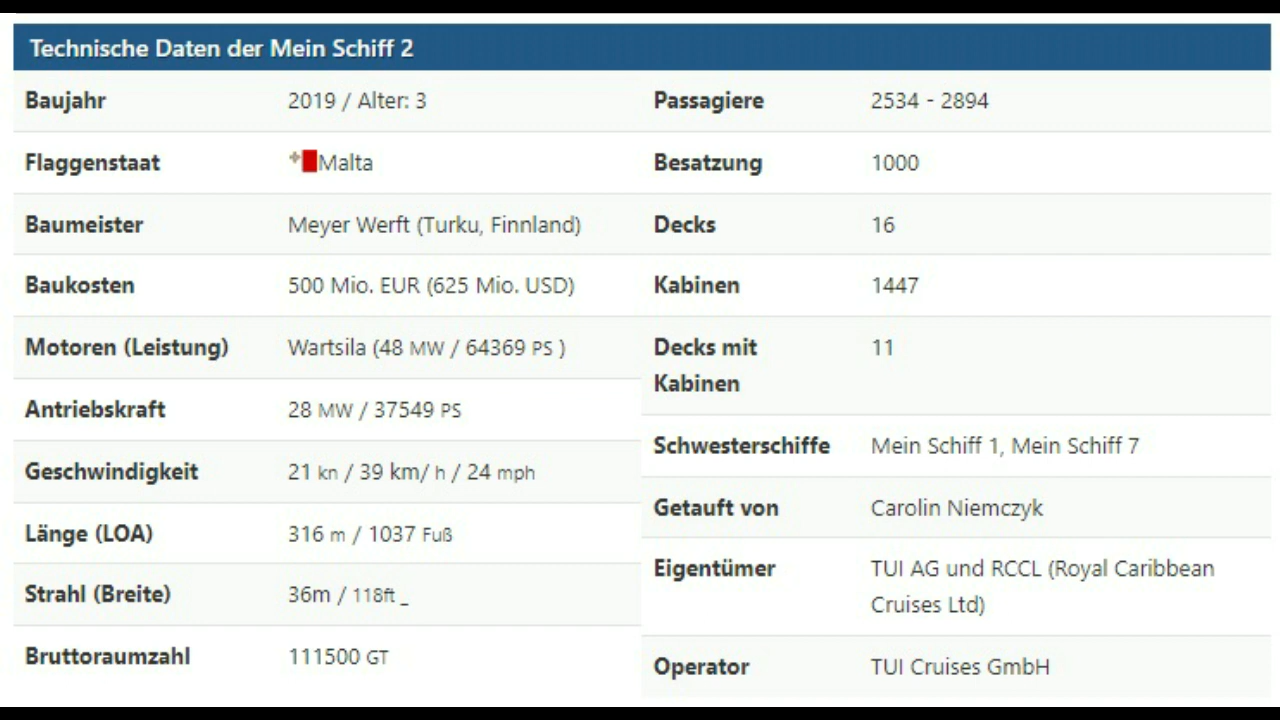 Technische Daten der Mein Schiff 2
Baujahr 2019 / Alter: 3
Flaggenstaat Malta
Baumeister Meyer Werft (Turku, Finnland)
Baukosten 500 Mio. EUR (625 Mio. USD)
Motoren (Leistung) Wartsila (48 MW / 64369 PS )
Antriebskraft 28 MW / 37549 PS
Geschwindigkeit 21 kn / 39 km/ h / 24 mph
Länge (LOA) 316 m / 1037 Fuß
Strahl (Breite) 36m / 118ft _
Bruttoraumzahl 111500 GT
Passagiere 2534 - 2894
Besatzung 1000
Decks 16
Kabinen 1447
Decks mit 11
Kabinen
Schwesterschiffe Mein Schiff 1, Mein Schiff 7
Getauft von Carolin Niemczyk
Eigentümer TUI AG und RCCL (Royal Caribbean
Cruises Ltd)
Operator TUI Cruises GmbH